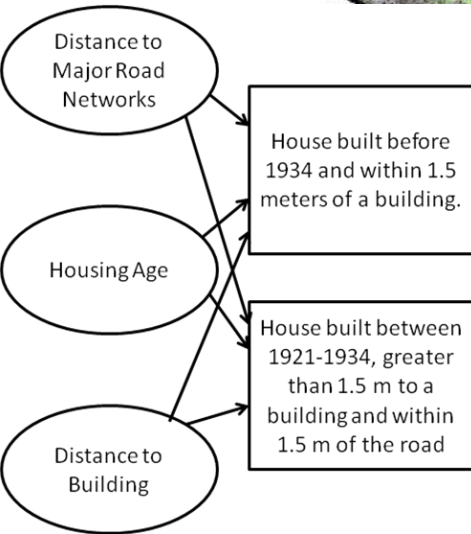 Distance to
Major Road
Networks
House built before
1934 and within 1.5
meters of a building.
Housing Age
House built between
1921-1934, greater
than 1.5 m to a
building and within
1.5 m of the road
Distance to
Building